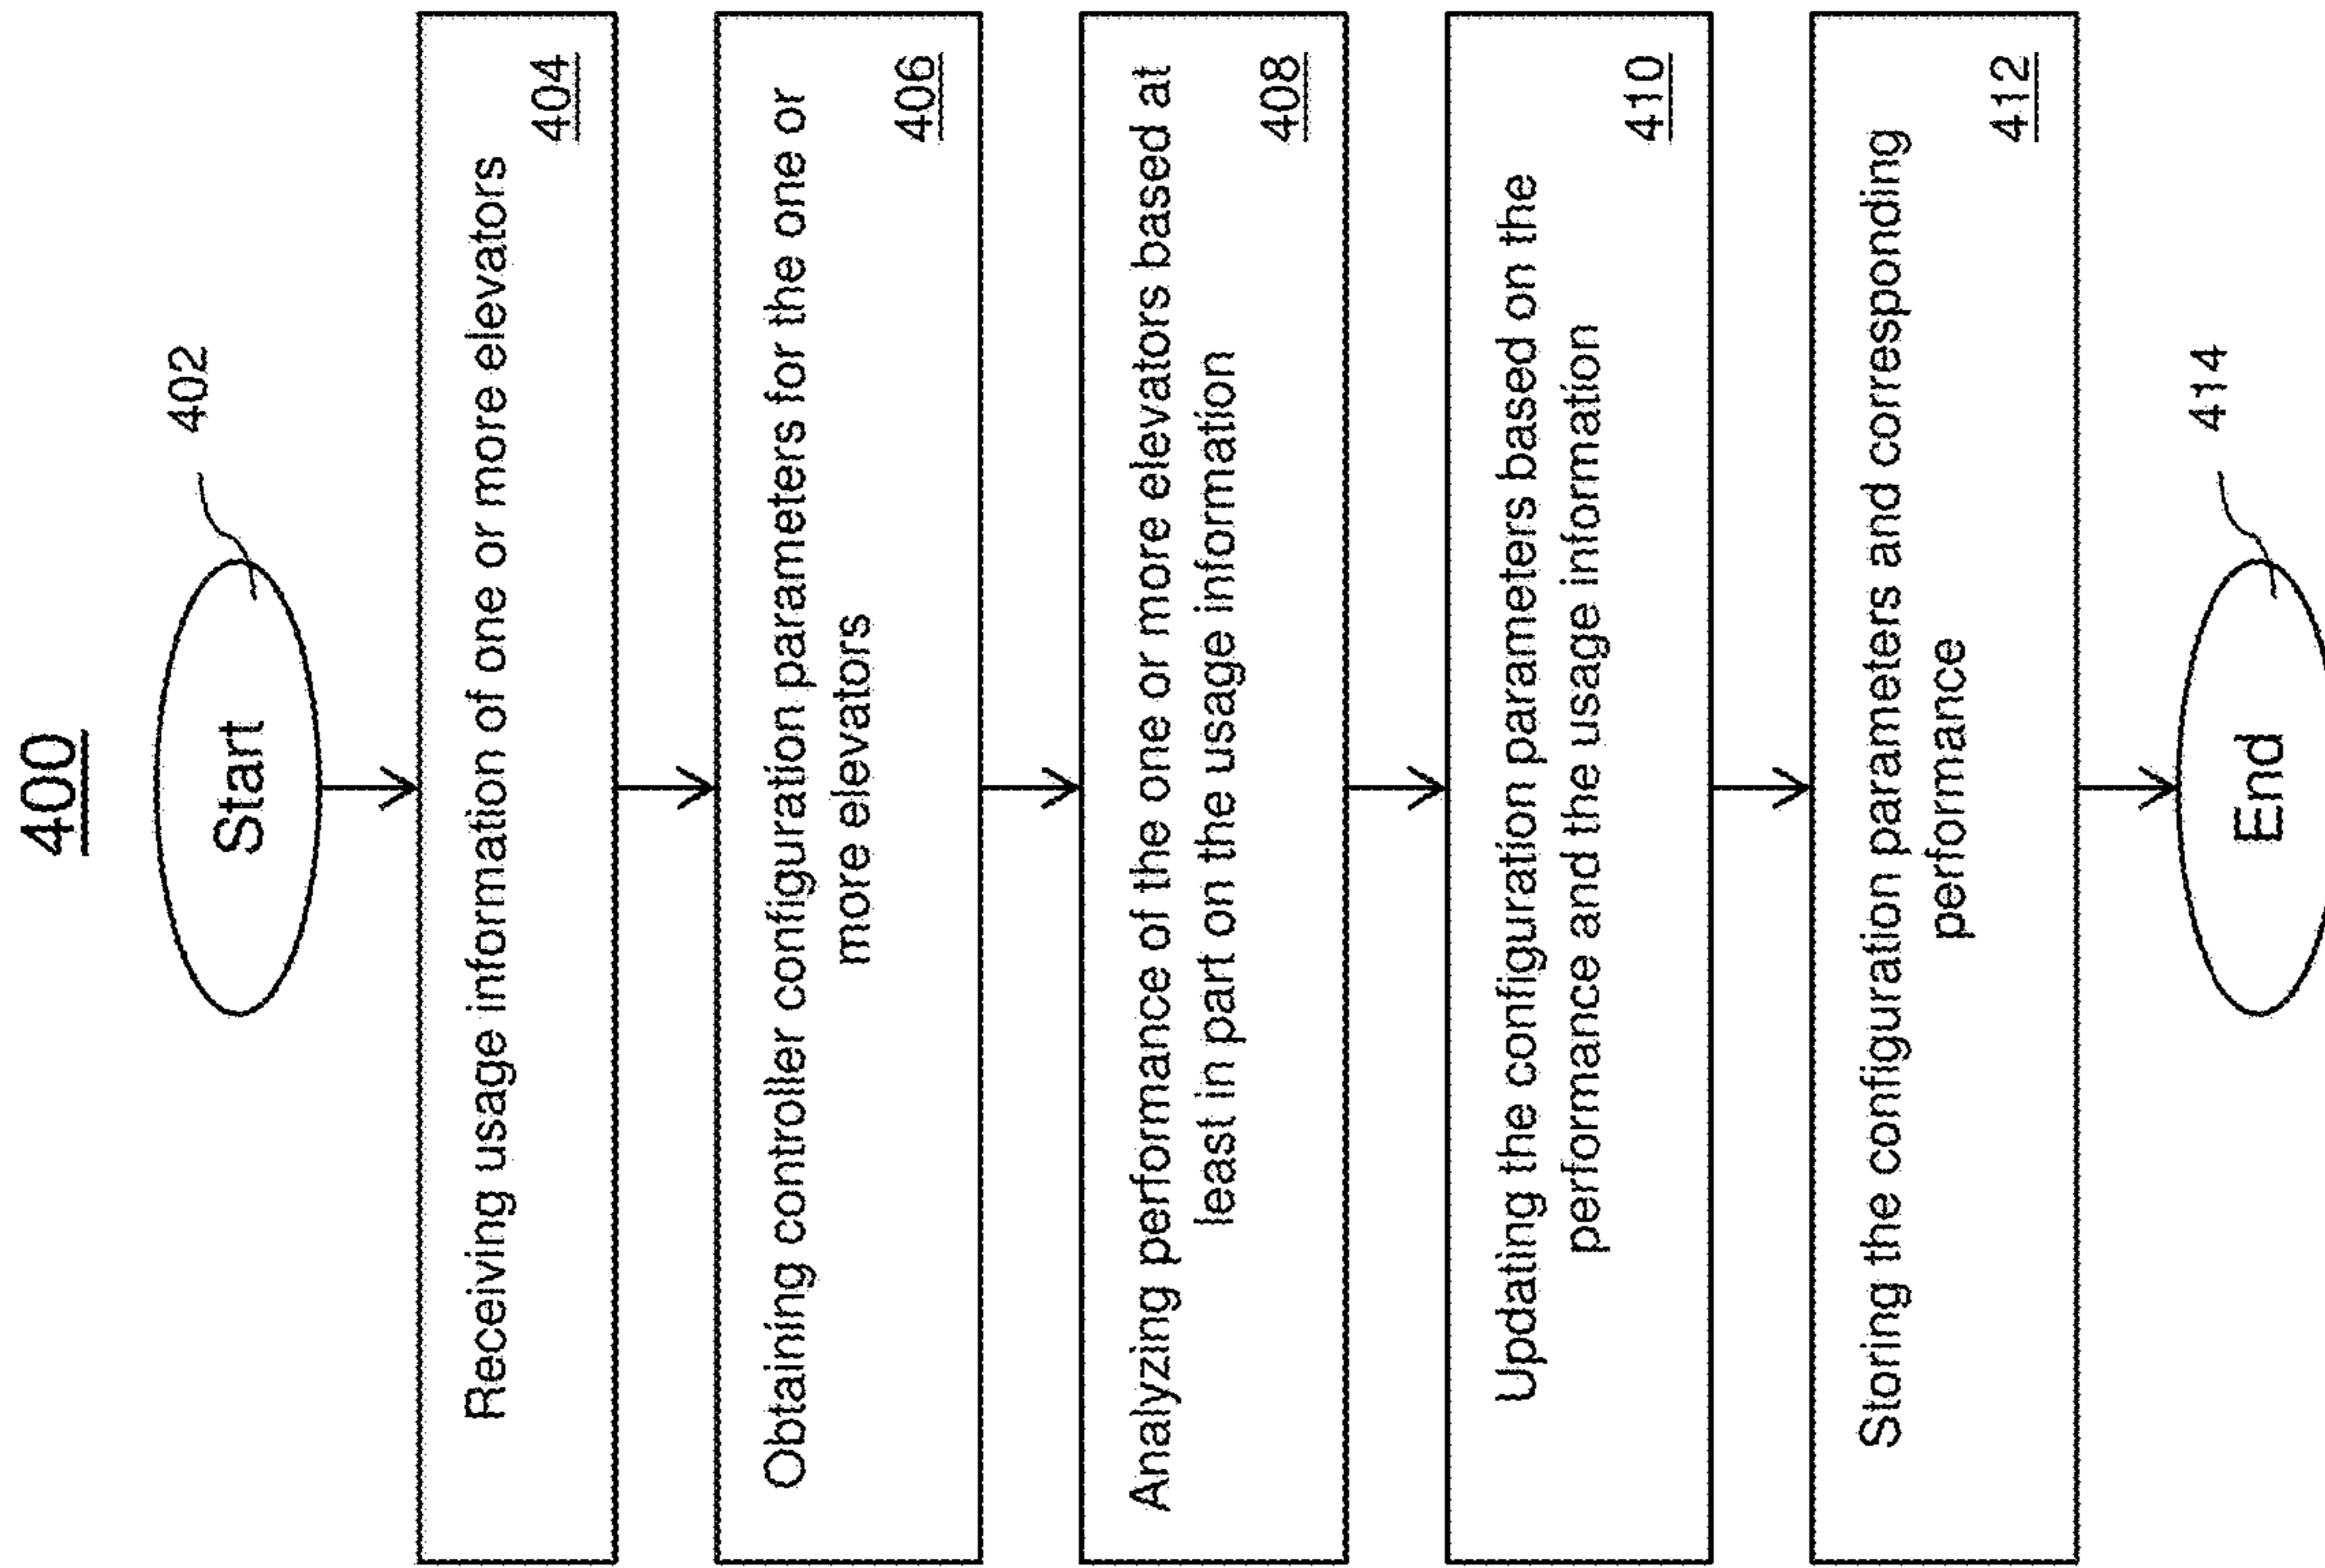 400
Start
402
Receiving usage information of one or more elevators
404
Obtaining controller configuration parameters for the one or
more elevators
406
Analyzing performance of the one or more elevators based at
least in part on the usage information
408
Updating the configuration parameters based on the
performance and the usage information
410
Storing the configuration parameters and corresponding
performance
412
End
414